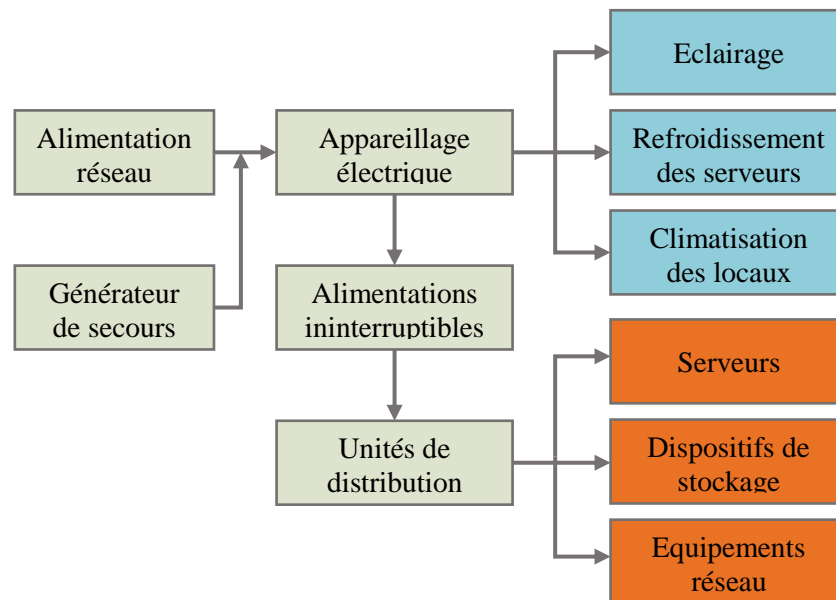 Eclairage
Alimentation
réseau
Appareillage
électrique
Refroidissement
des serveurs
Climatisation
des locaux
Générateur
de secours
Alimentations
ininterruptibles
Serveurs
Unités de
distribution
Dispositifs de
stockage
Equipements
réseau